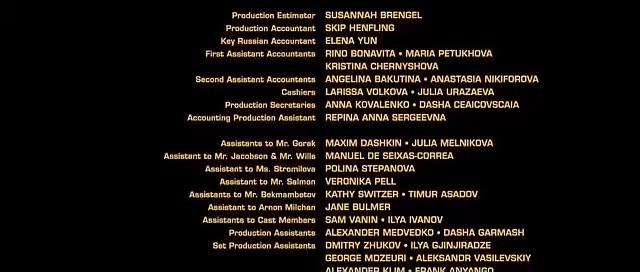 Production Estimator SUSANNAH BRENGEL
Production Accountant SKIP HENFLING
Key Russian Accountant ELENA YUN
First Assistant Accountants RINO BONAVITA • MARIA PETUKHOVA
KRISTINA CHERNYSHOVA
Second Assistant Accountants ANGELINA BAKUTINA • ANASTASIA NIKIFOROVA
Cashiers LARISSA VOLKOVA • JULIA URAZAEVA
Production Secretaries ANNA KOVALENKO • DASHA CEAICOVSCAIA
Accounting Production Assistant REPINA ANNA SERGEEVNA
Assistants to Mr. Gorak MAXIM DASHKIN • JULIA MELNIKOVA
Assistant to Mr. Jacobson & Mr. Wills MANUEL DE SEIXAS-CORREA
Assistant to Ms. Stromilova POLINA STEPANOVA
Assistant to Mr. Salmon VERONIKA PELL
Assistants to Mr. Bekmambetov KATHY SWITZER • TIMUR ASADOV
Assistant to Arnon Milchan JANE BULMER
Assistants to Cast Members SAM VANIN • ILYA IVANOV
Production Assistants ALEXANDER MEDVEDKO • DASHA GARMASH
Set Production Assistants DMITRY ZHUKOV • ILYA GJINJIRADZE
GEORGE MDZEURI • ALEKSANDR VASILEVSKIY
ALEXANDER KLIM • FRANK ANYANGO